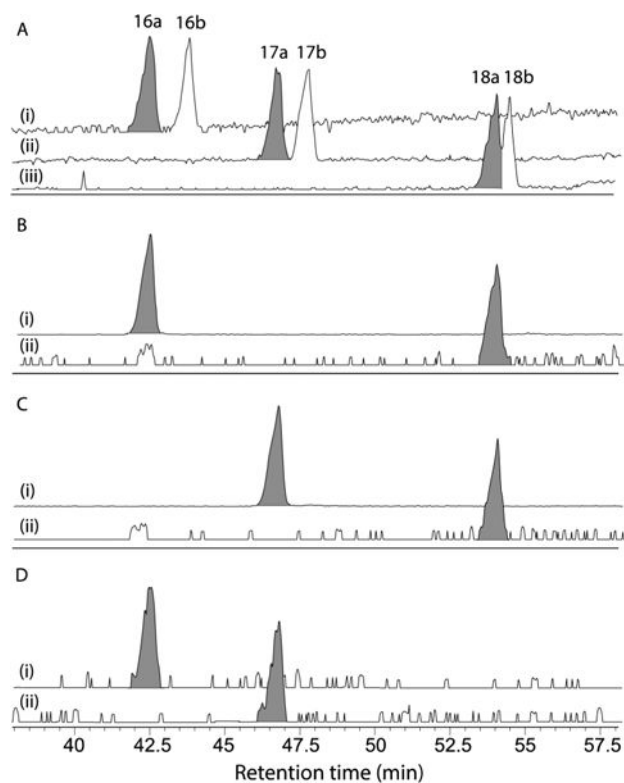 A
16a 16b
17a 17b
18a 18b
(i)
(ii)
(iii)
B
(i)
(ii)
C
(i)
(ii)
D
(i)
(ii)
40 42.5 45 47.5 50 52.5 55 57.5
Retention time (min)